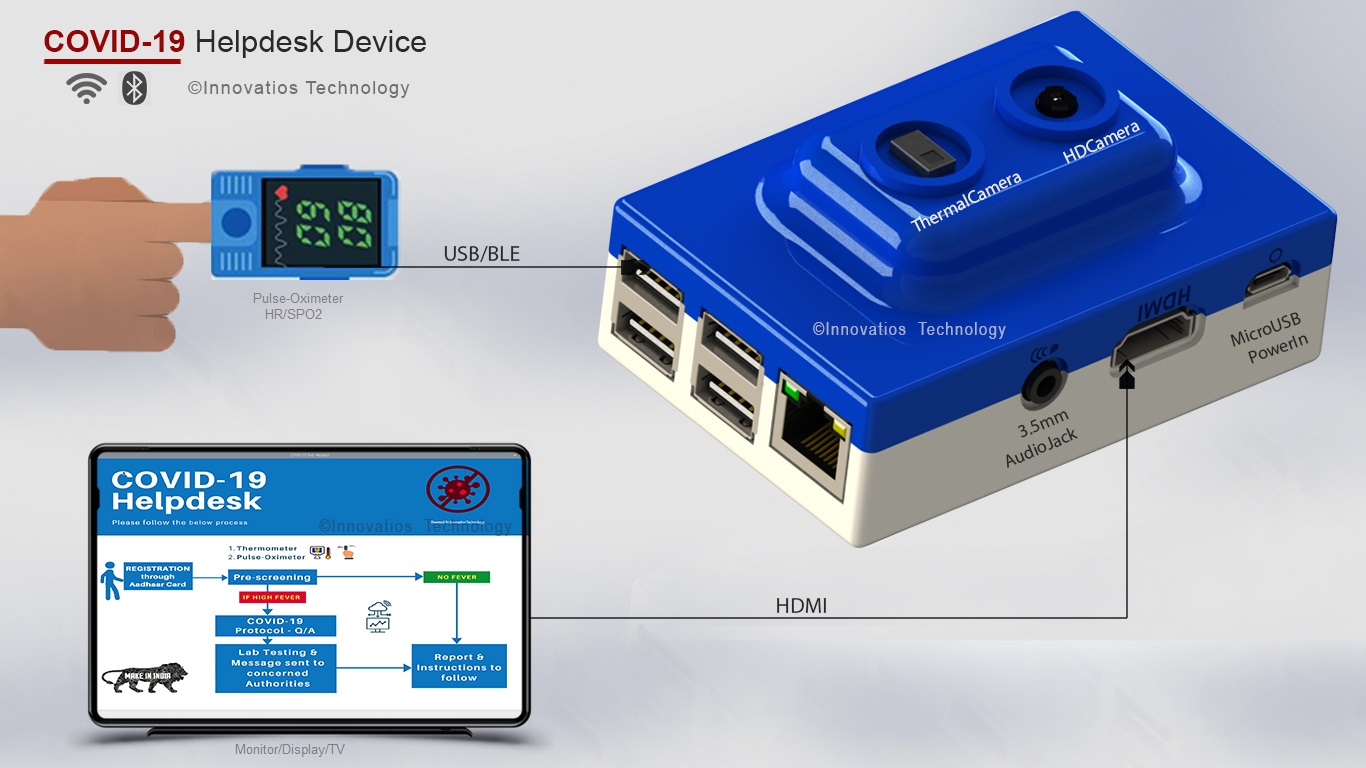 COVID-19 Helpdesk Device
©Innovatios Technology
HDCamera
ThermalCamera
98 98
USB/BLE
Pulse-Oximeter
HR/SPO2
©Innovatios Technology
HDMI
MicroUSB
PowerIn
3.5mm
AudioJack
COVID-19
Helpdesk
Please follow the below process
©Innovatios Technology
1. Thermometer
2. Pulse-Oximeter
REGISTRATION
through
Aadhaar Card
Pre-screening
NO FEVER
IF HIGH FEVER
COVID-19
Protocol - Q/A
Lab Testing &
Message sent to
concerned
Authorities
Report &
Instructions to
follow
MAKE IN INDIA
HDMI
Monitor/Display/TV